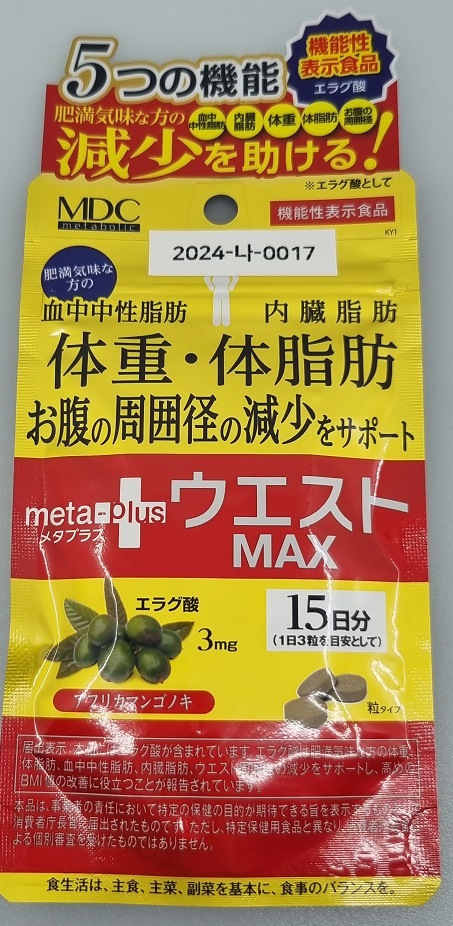 5つの機能
機能性
表示食品
エラグ酸
肥満気味な方の
血中
中性脂肪
内臓
脂肪
体重
体脂肪
お腹の
周囲径
減少を助ける!
※エラグ酸として
MDC
metabolic
機能性表示食品
KY1
2024-나-0017
肥満気味な
方の
血中中性脂肪 内臓脂肪
体重・体脂肪
お腹の周囲径の減少をサポート
meta-plus
メタプラス
ウエスト
MAX
エラグ酸
3mg
15日分
(1日3粒を目安として)
アフリカマンゴノキ
粒タイプ
届出表示:本品にはエラグ酸が含まれています。エラグ酸は肥満気味な方の体重、
体脂肪、血中中性脂肪、内臓脂肪、ウエスト周囲径の減少をサポートし、高めの
BMI値の改善に役立つことが報告されています。
本品は、事業者の責任において特定の保健の目的が期待できる旨を表示
消費者庁長官に届出されたものです。ただし、特定保健用食品と異なり、
よる個別審査を受けたものではありません。
食生活は、主食、主菜、副菜を基本に、食事のバランスを。